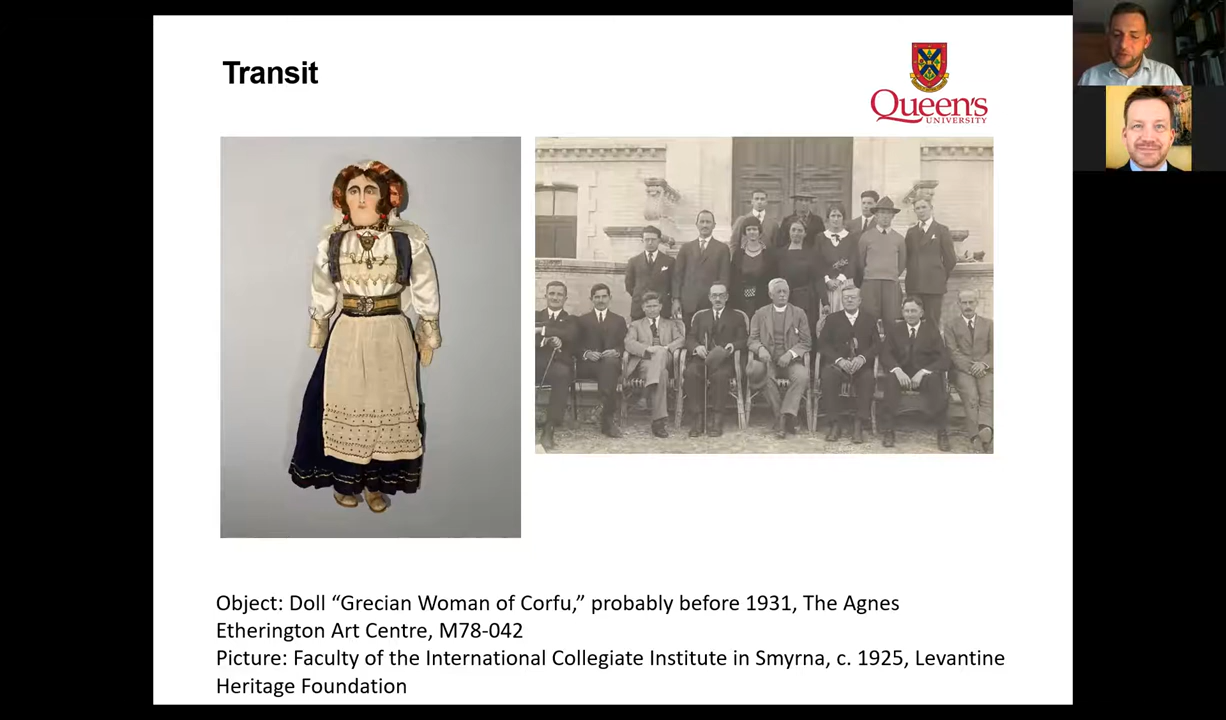 Transit
Queen's
UNIVERSITY
Object: Doll “Grecian Woman of Corfu,” probably before 1931, The Agnes
Etherington Art Centre, M78-042
Picture: Faculty of the International Collegiate Institute in Smyrna, c. 1925, Levantine
Heritage Foundation